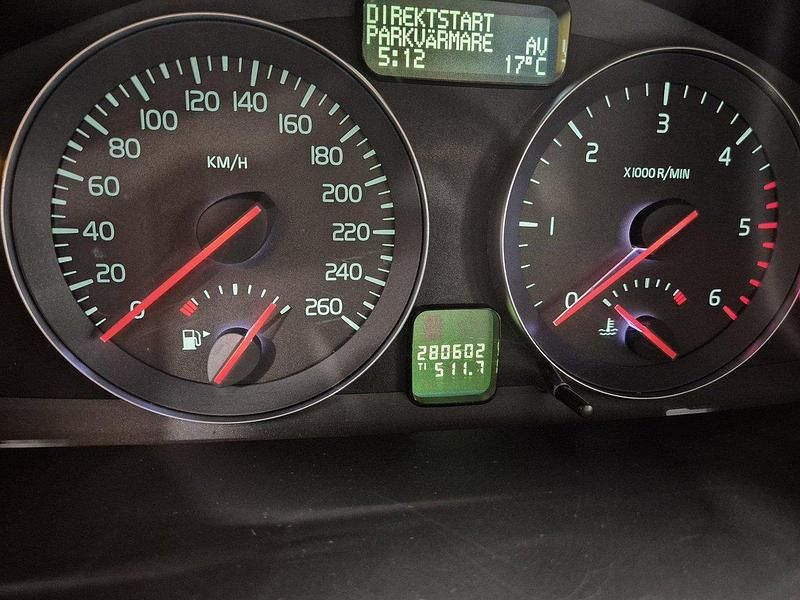 DIREKTSTART
PARKVÄRMARE AV
5:12 17°C
0 20 40 60 80 100 120 140 160 180 200 220 240 260
KM/H
0 1 2 3 4 5 6
X1000 R/MIN
280602
T1 511.7